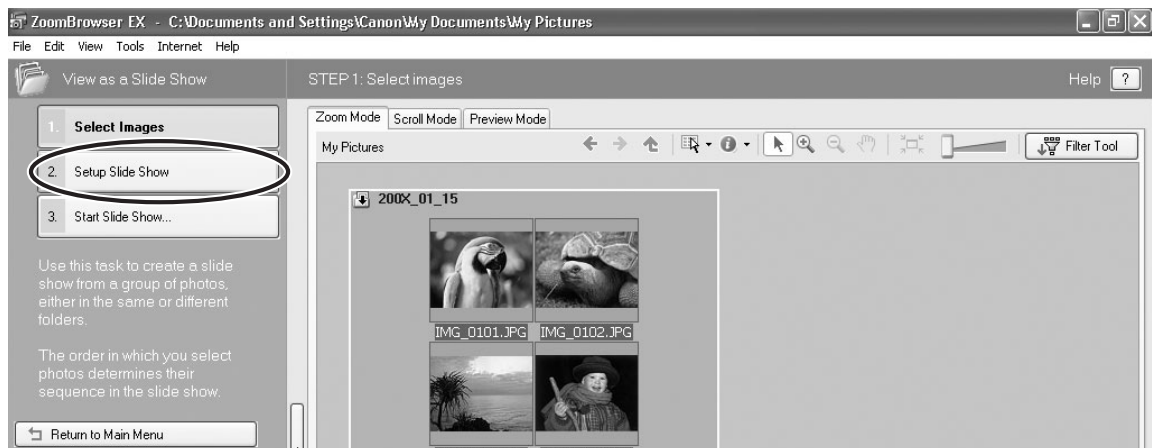 ZoomBrowser EX - C:\Documents and Settings\Canon\My Documents\My Pictures
File Edit View Tools Internet Help
View as a Slide Show
STEP 1: Select images
Help ?
1. Select Images
2. Setup Slide Show
3. Start Slide Show...
Use this task to create a slide
show from a group of photos,
either in the same or different
folders.
The order in which you select
photos determines their
sequence in the slide show.
Return to Main Menu
Zoom Mode Scroll Mode Preview Mode
My Pictures
Filter Tool
200X_01_15
IMG_0101.JPG IMG_0102.JPG